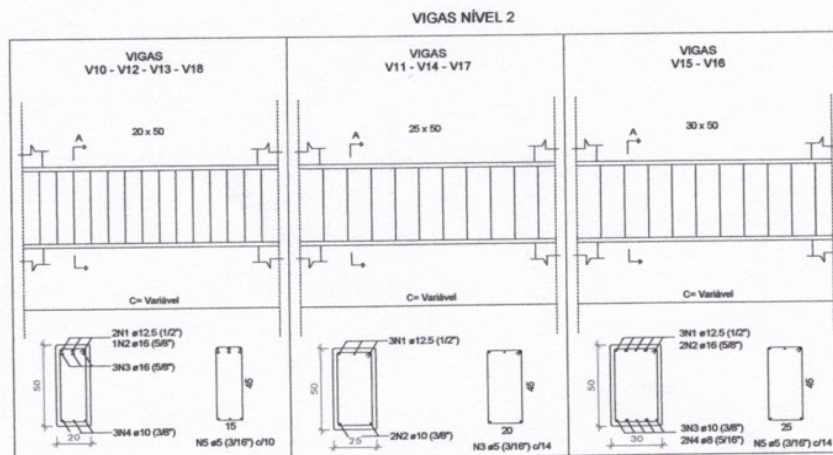 VIGAS NÍVEL 2
VIGAS
V10 - V12 - V13 - V18
20 x 50
A
C= Variável
2N1 ø12.5 (1/2")
1N2 ø16 (5/8")
3N3 ø16 (5/8")
50
20
3N4 ø10 (3/8")
45
15
N5 ø5 (3/16") c/10
VIGAS
V11 - V14 - V17
25 x 50
A
C= Variável
3N1 ø12.5 (1/2")
50
25
2N2 ø10 (3/8")
45
20
N3 ø5 (3/16") c/14
VIGAS
V15 - V16
30 x 50
A
C= Variável
3N1 ø12.5 (1/2")
2N2 ø16 (5/8")
50
30
3N3 ø10 (3/8")
2N4 ø8 (5/16")
45
25
N5 ø5 (3/16") c/14